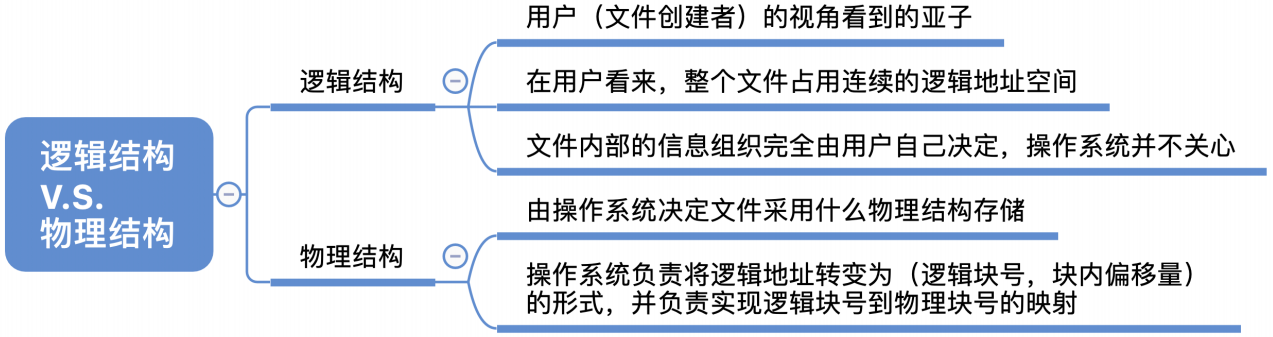 逻辑结构
V.S.
物理结构
逻辑结构
用户（文件创建者）的视角看到的亚子
在用户看来，整个文件占用连续的逻辑地址空间
文件内部的信息组织完全由用户自己决定，操作系统并不关心
物理结构
由操作系统决定文件采用什么物理结构存储
操作系统负责将逻辑地址转变为（逻辑块号，块内偏移量）
的形式，并负责实现逻辑块号到物理块号的映射